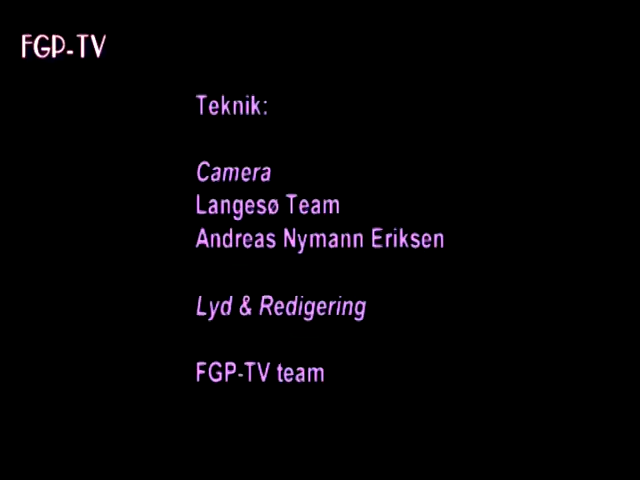 FGP-TV
Teknik:
Camera
Langesø Team
Andreas Nymann Eriksen
Lyd & Redigering
FGP-TV team